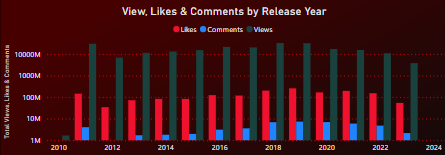 View, Likes & Comments by Release Year
Likes Comments Views
Total Views, Likes & Comments
10000M
1000M
100M
10M
1M
2010 2012 2014 2016 2018 2020 2022 2024